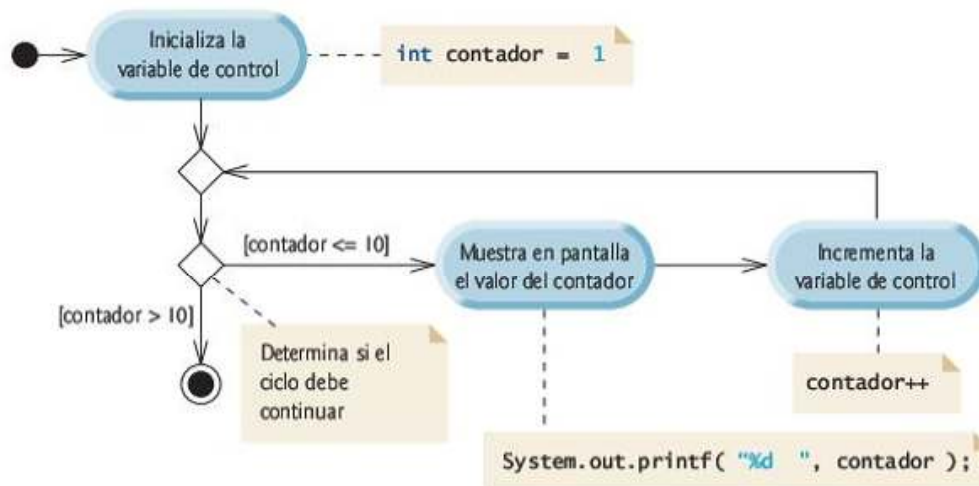 Inicializa la
variable de control
int contador = 1
[contador <= 10]
Muestra en pantalla
el valor del contador
Incrementa la
variable de control
[contador > 10]
Determina si el
ciclo debe
continuar
contador++
System.out.printf( "%d  ", contador );